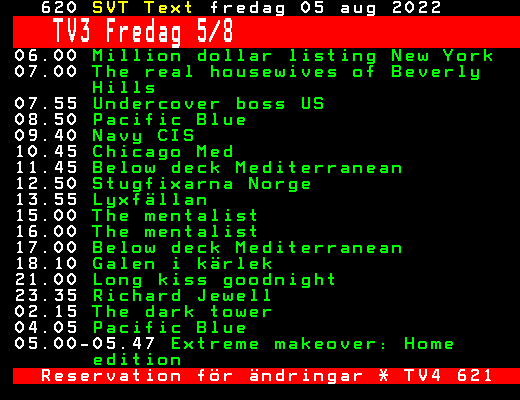 620 SVT Text fredag 05 aug 2022
TV3 Fredag 5/8
06.00 Million dollar listing New York
07.00 The real housewives of Beverly
Hills
07.55 Undercover boss US
08.50 Pacific Blue
09.40 Navy CIS
10.45 Chicago Med
11.45 Below deck Mediterranean
12.50 Stugfixarna Norge
13.55 Lyxfällan
15.00 The mentalist
16.00 The mentalist
17.00 Below deck Mediterranean
18.10 Galen i kärlek
21.00 Long kiss goodnight
23.35 Richard Jewell
02.15 The dark tower
04.05 Pacific Blue
05.00-05.47 Extreme makeover: Home
edition
Reservation för ändringar * TV4 621